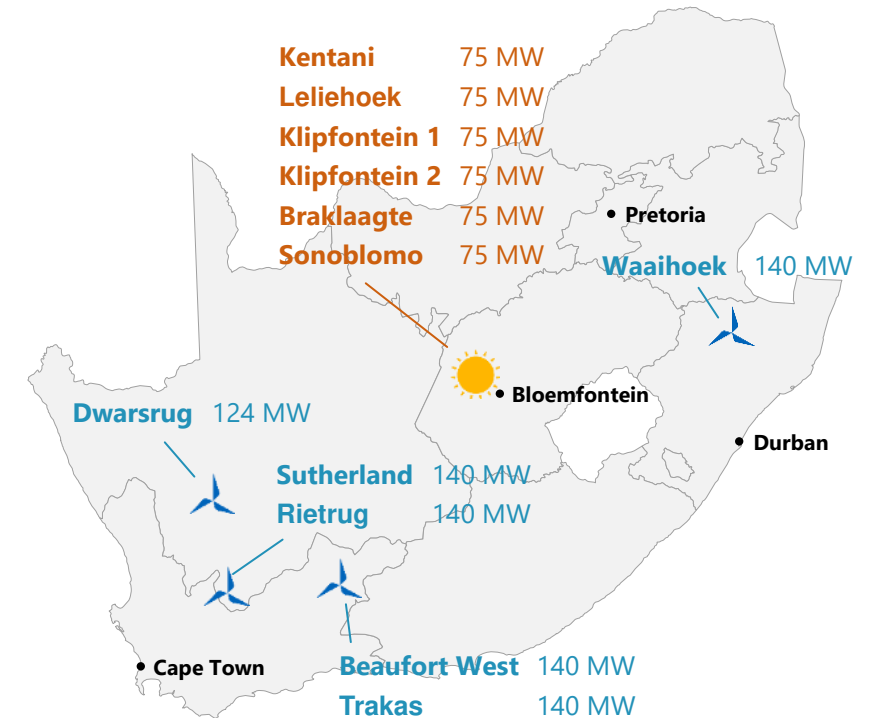 Kentani 75 MW
Leliehoek 75 MW
Klipfontein 1 75 MW
Klipfontein 2 75 MW
Braklaagte 75 MW
Sonoblomo 75 MW
Pretoria
Waaihoek 140 MW
Bloemfontein
Dwarsrug 124 MW
Durban
Sutherland 140 MW
Rietrug 140 MW
Cape Town
Beaufort West 140 MW
Trakas 140 MW